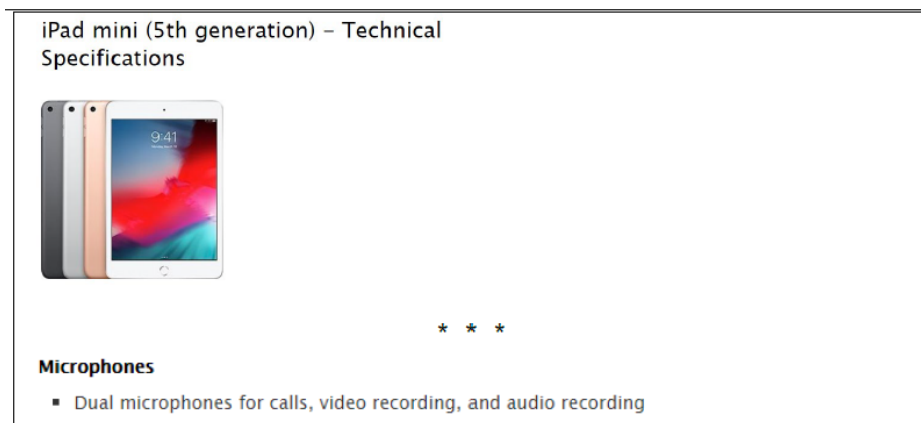 iPad mini (5th generation) – Technical
Specifications
9:41
* * *
Microphones
▪ Dual microphones for calls, video recording, and audio recording